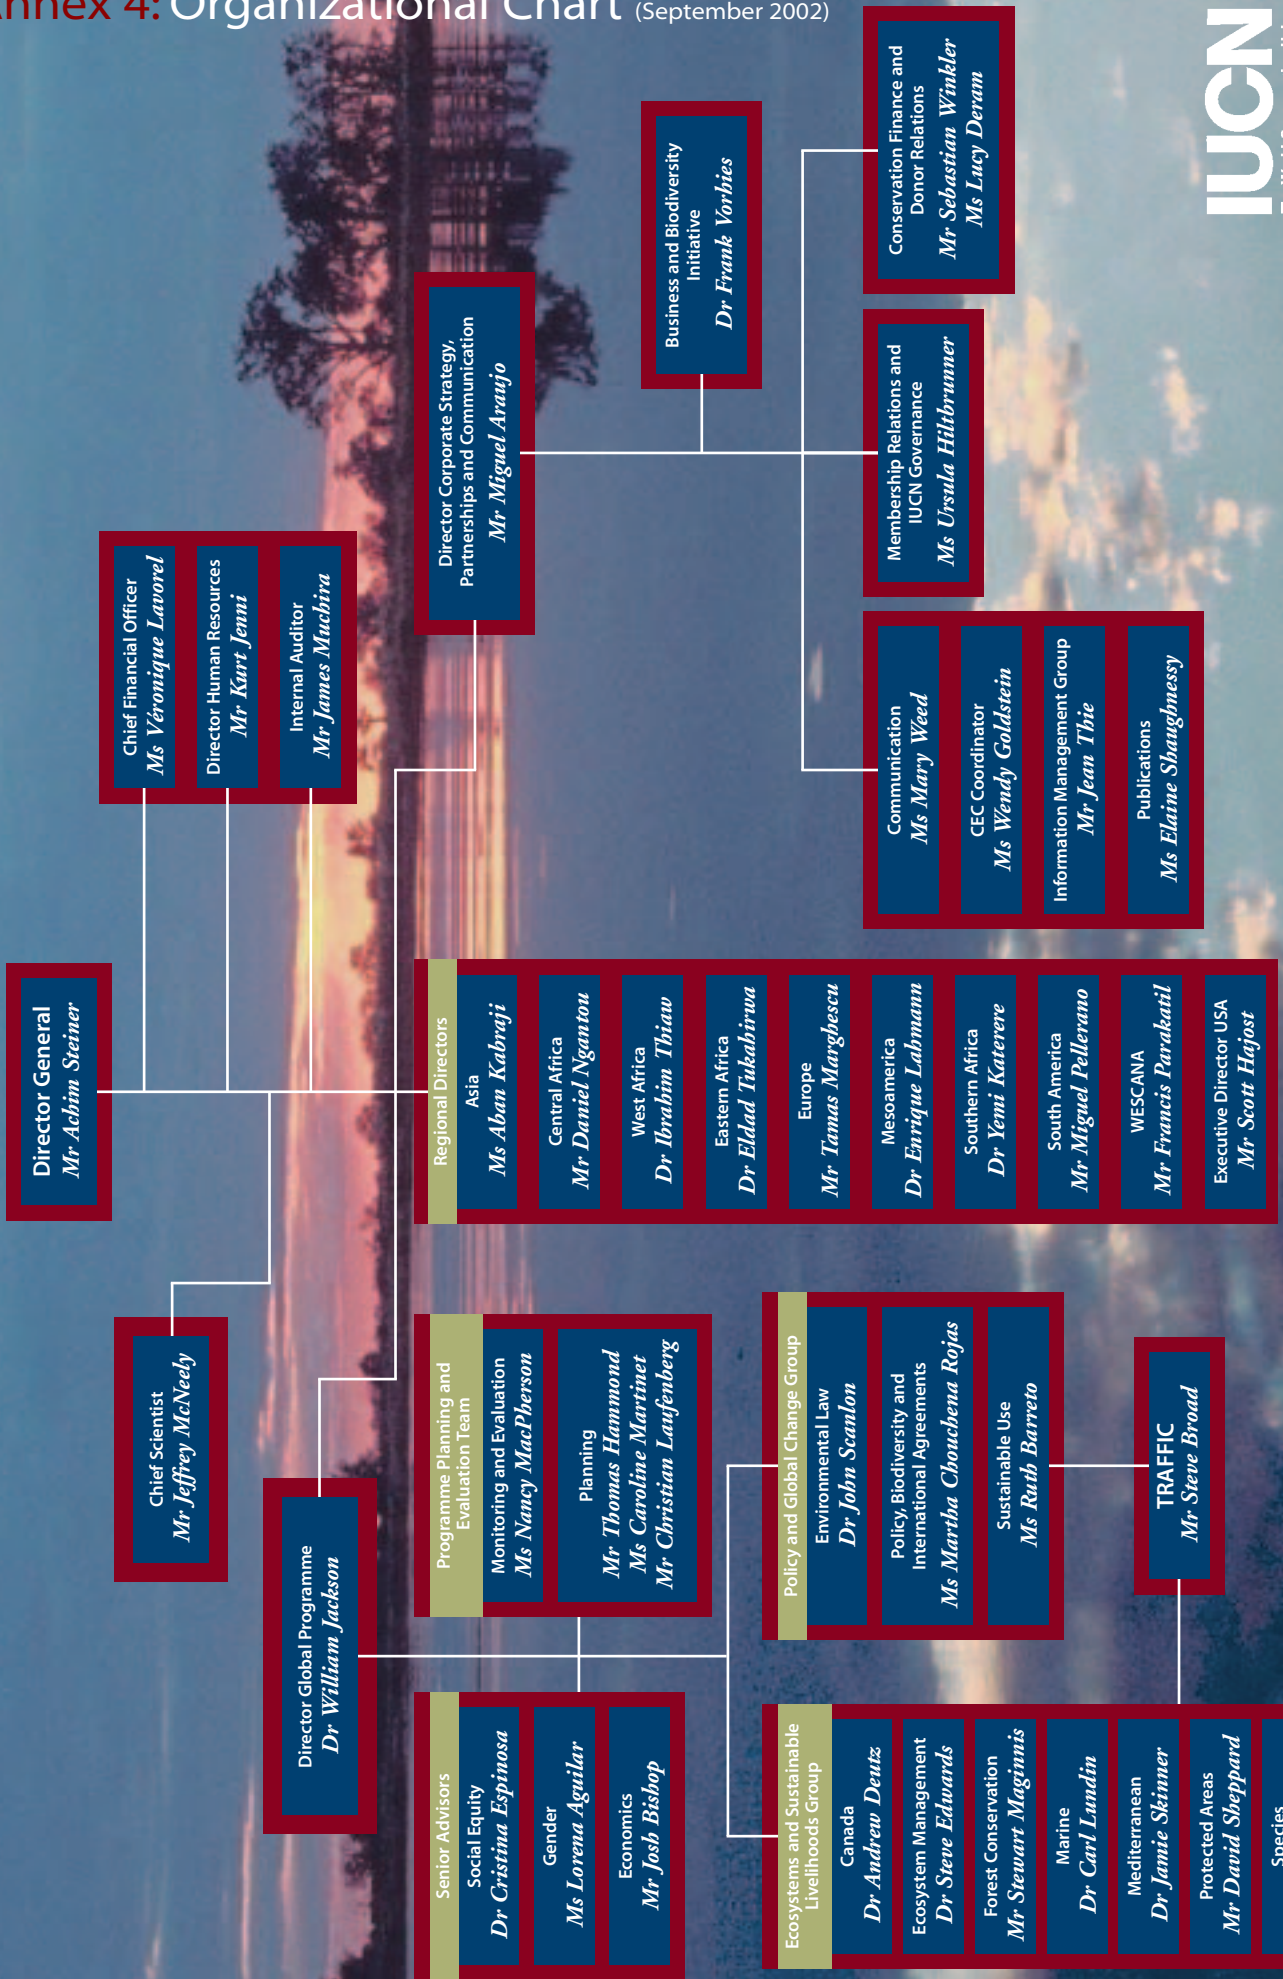 Annex 4: Organizational Chart (September 2002)
Director General
Mr Achim Steiner
Chief Scientist
Mr Jeffrey McNeely
Chief Financial Officer
Ms Véronique Lavorel
Director Human Resources
Mr Kurt Jenni
Internal Auditor
Mr James Muchira
Director Global Programme
Dr William Jackson
Director Corporate Strategy,
Partnerships and Communication
Mr Miguel Araujo
Senior Advisors
Social Equity
Dr Cristina Espinosa
Gender
Ms Lorena Aguilar
Economics
Mr Josh Bishop
Programme Planning and
Evaluation Team
Monitoring and Evaluation
Ms Nancy MacPherson
Planning
Mr Thomas Hammond
Ms Caroline Martinet
Mr Christian Laufenberg
Regional Directors
Asia
Ms Aban Kabraji
Central Africa
Mr Daniel Ngantou
West Africa
Dr Ibrahim Thiaw
Eastern Africa
Dr Eldad Tukahirwa
Europe
Mr Tamas Marghescu
Mesoamerica
Dr Enrique Lahmann
Southern Africa
Dr Yemi Katerere
South America
Mr Miguel Pellerano
WESCANA
Mr Francis Parakatil
Executive Director USA
Mr Scott Hajost
Business and Biodiversity
Initiative
Dr Frank Vorhies
Ecosystems and Sustainable
Livelihoods Group
Canada
Dr Andrew Deutz
Ecosystem Management
Dr Steve Edwards
Forest Conservation
Mr Stewart Maginnis
Marine
Dr Carl Lundin
Mediterranean
Dr Janie Skinner
Protected Areas
Mr David Sheppard
Species
Policy and Global Change Group
Environmental Law
Dr John Scanlon
Policy, Biodiversity and
International Agreements
Ms Martha Chouchena Rojas
Sustainable Use
Ms Ruth Barreto
TRAFFIC
Mr Steve Broad
Communication
Ms Mary Weed
CEC Coordinator
Ms Wendy Goldstein
Information Management Group
Mr Jean Thie
Publications
Ms Elaine Shaughnessy
Membership Relations and
IUCN Governance
Ms Ursula Hiltbrunner
Conservation Finance and
Donor Relations
Mr Sebastian Winkler
Ms Lucy Deram
IUCN